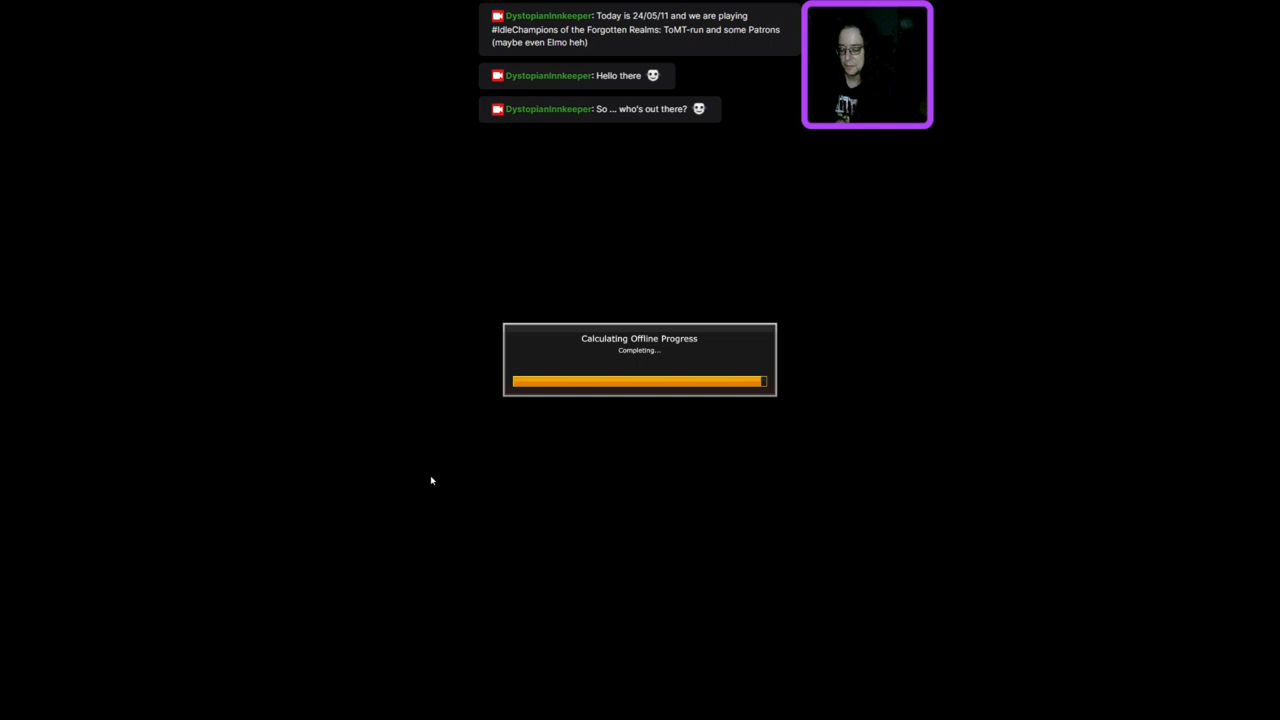 DystopianInnkeeper: Today is 24/05/11 and we are playing
#IdleChampions of the Forgotten Realms: ToMT-run and some Patrons
(maybe even Elmo heh)
DystopianInnkeeper: Hello there
DystopianInnkeeper: So ... who's out there?
Calculating Offline Progress
Completing...